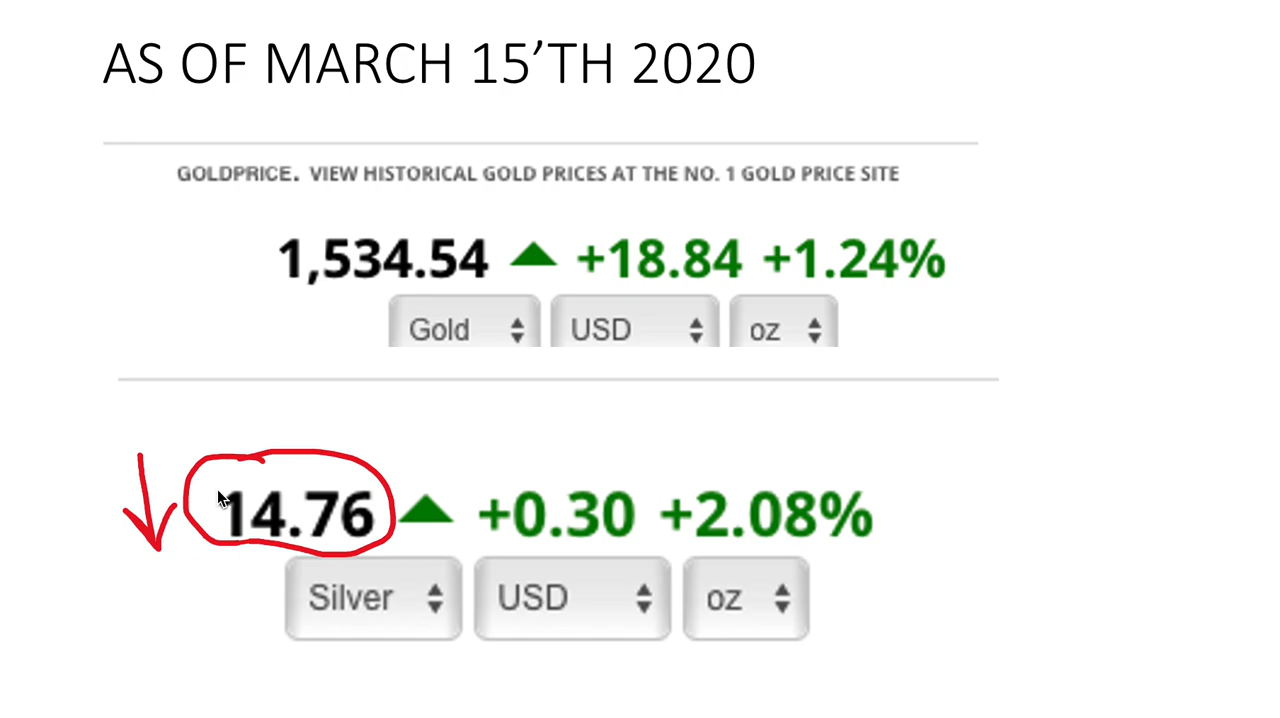 AS OF MARCH 15’TH 2020
GOLDPRICE. VIEW HISTORICAL GOLD PRICES AT THE NO. 1 GOLD PRICE SITE
1,534.54 ▲ +18.84 +1.24%
Gold USD oz
14.76 ▲ +0.30 +2.08%
Silver USD oz